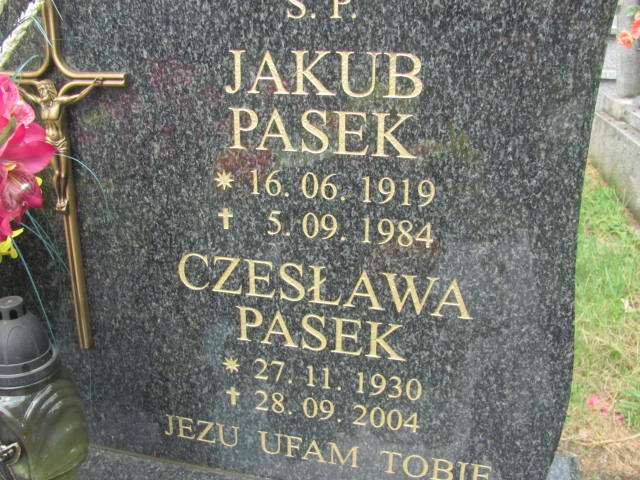 Ś. P.
JAKUB
PASEK
* 16. 06. 1919
✝ 5. 09. 1984
CZESŁAWA
PASEK
* 27. 11. 1930
✝ 28. 09. 2004
JEZU UFAM TOBIE